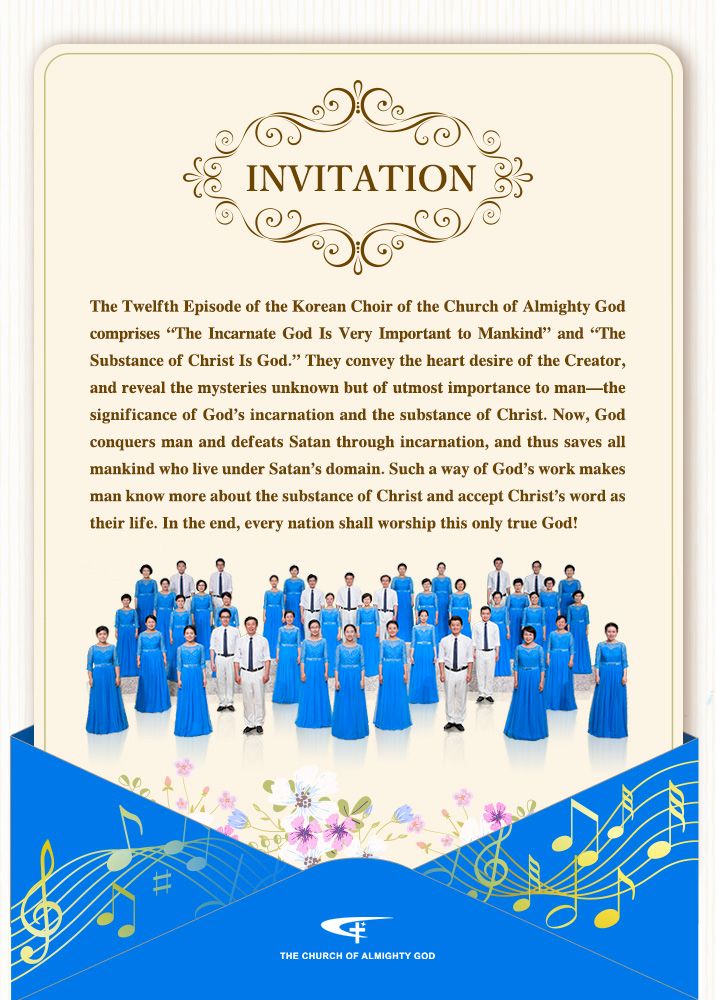 INVITATION
The Twelfth Episode of the Korean Choir of the Church of Almighty God
comprises “The Incarnate God Is Very Important to Mankind” and “The
Substance of Christ Is God.” They convey the heart desire of the Creator,
and reveal the mysteries unknown but of utmost importance to man—the
significance of God’s incarnation and the substance of Christ. Now, God
conquers man and defeats Satan through incarnation, and thus saves all
mankind who live under Satan’s domain. Such a way of God’s work makes
man know more about the substance of Christ and accept Christ’s word as
their life. In the end, every nation shall worship this only true God!
THE CHURCH OF ALMIGHTY GOD